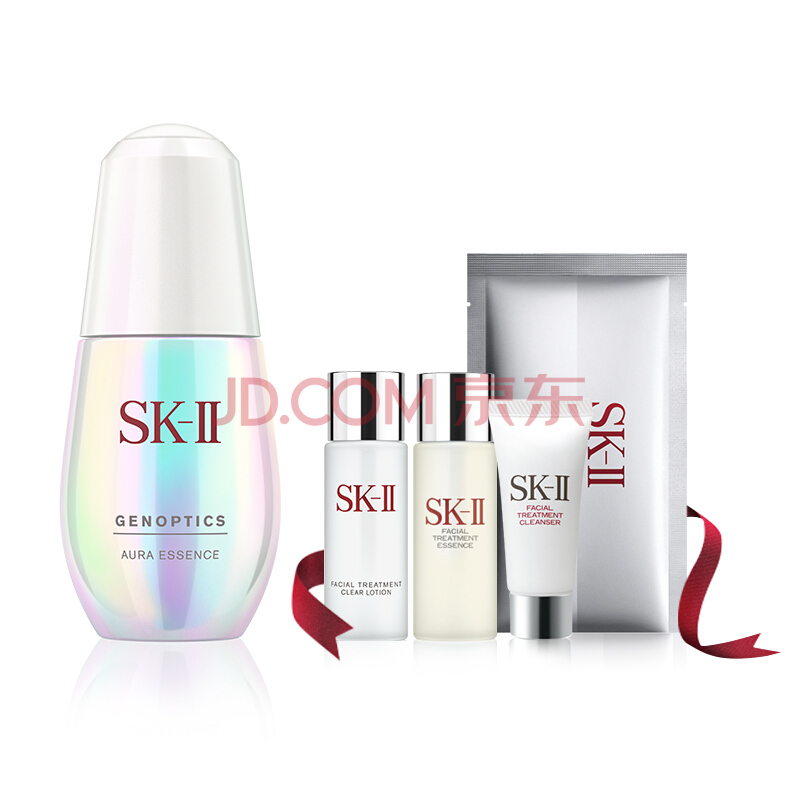 SK-II
GENOPTICS
AURA ESSENCE
JD.COM 京东
SK-II
FACIAL TREATMENT
CLEAR LOTION
SK-II
FACIAL
TREATMENT
ESSENCE
SK-II
FACIAL
TREATMENT
CLEANSER
SK-II